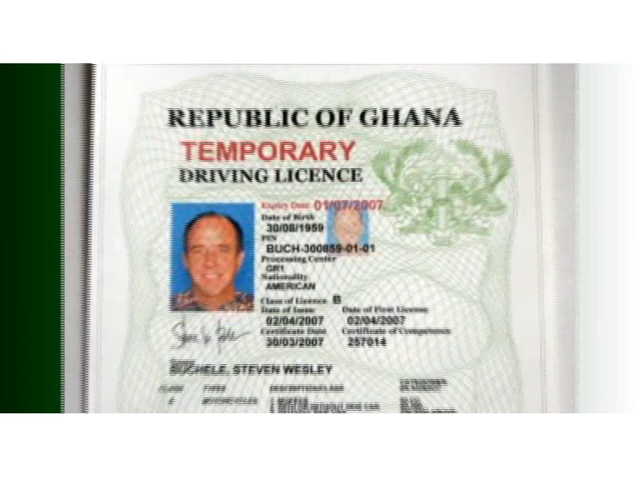 REPUBLIC OF GHANA
TEMPORARY
DRIVING LICENCE
Expiry Date 01/07/2007
Date of Birth
30/08/1959
PIN
BUCH-300859-01-01
Processing Center
GR1
Nationality
AMERICAN
Class of Licence B
Date of Issue Date of First License
02/04/2007 02/04/2007
Certificate Date Certificate of Competence
30/03/2007 257014
BUCHELE, STEVEN WESLEY
CLASS TYPES